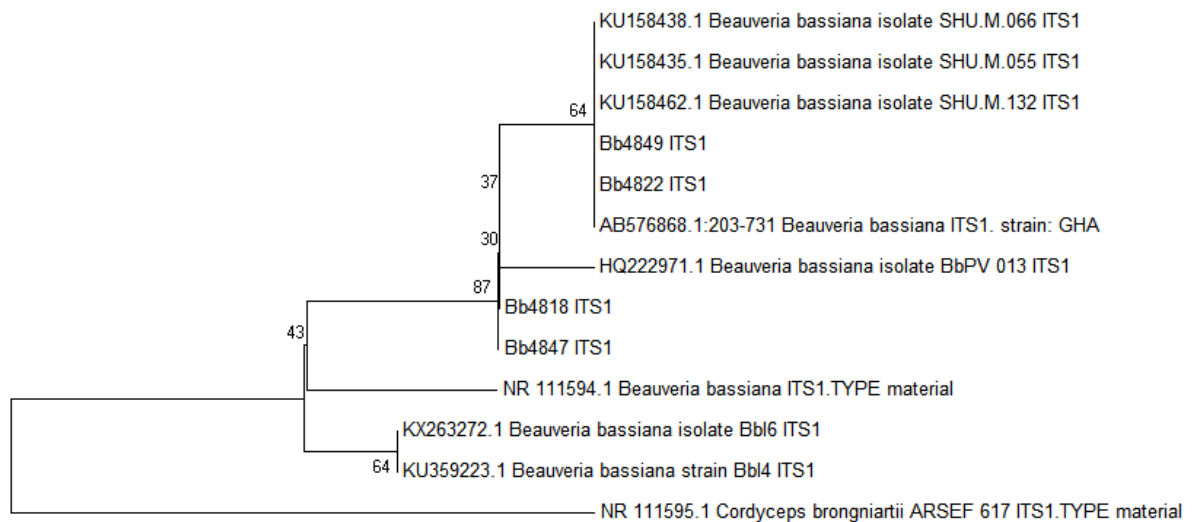 KU158438.1 Beauveria bassiana isolate SHU.M.066 ITS1
KU158435.1 Beauveria bassiana isolate SHU.M.055 ITS1
KU158462.1 Beauveria bassiana isolate SHU.M.132 ITS1
64
Bb4849 ITS1
37
Bb4822 ITS1
AB576868.1:203-731 Beauveria bassiana ITS1. strain: GHA
30
HQ222971.1 Beauveria bassiana isolate BbPV 013 ITS1
87
Bb4818 ITS1
43
Bb4847 ITS1
NR 111594.1 Beauveria bassiana ITS1.TYPE material
KX263272.1 Beauveria bassiana isolate Bbl6 ITS1
64
KU359223.1 Beauveria bassiana strain Bbl4 ITS1
NR 111595.1 Cordyceps brongniartii ARSEF 617 ITS1.TYPE material